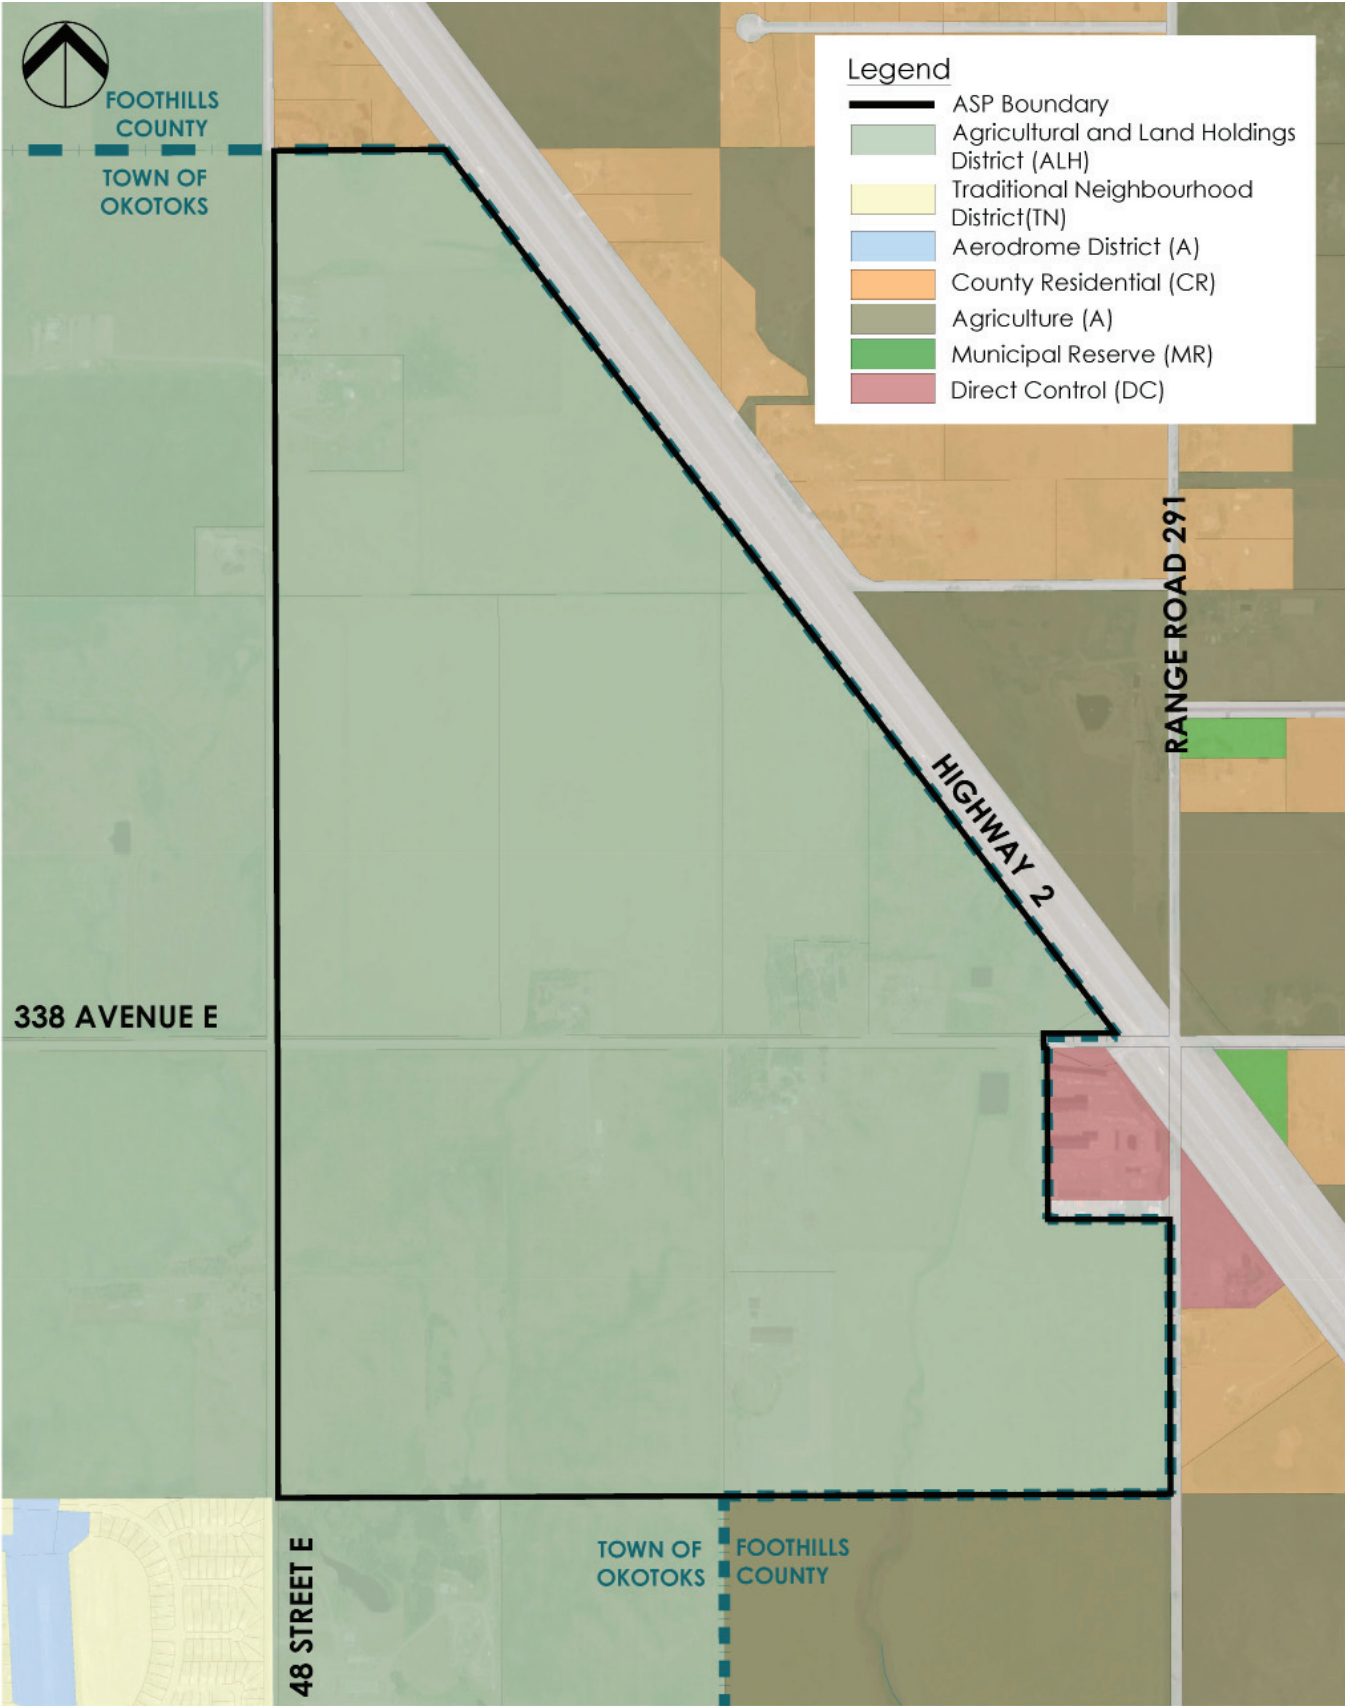 FOOTHILLS
COUNTY
TOWN OF
OKOTOKS
Legend
ASP Boundary
Agricultural and Land Holdings
District (ALH)
Traditional Neighbourhood
District(TN)
Aerodrome District (A)
County Residential (CR)
Agriculture (A)
Municipal Reserve (MR)
Direct Control (DC)
RANGE ROAD 291
HIGHWAY 2
338 AVENUE E
48 STREET E
TOWN OF
OKOTOKS
FOOTHILLS
COUNTY